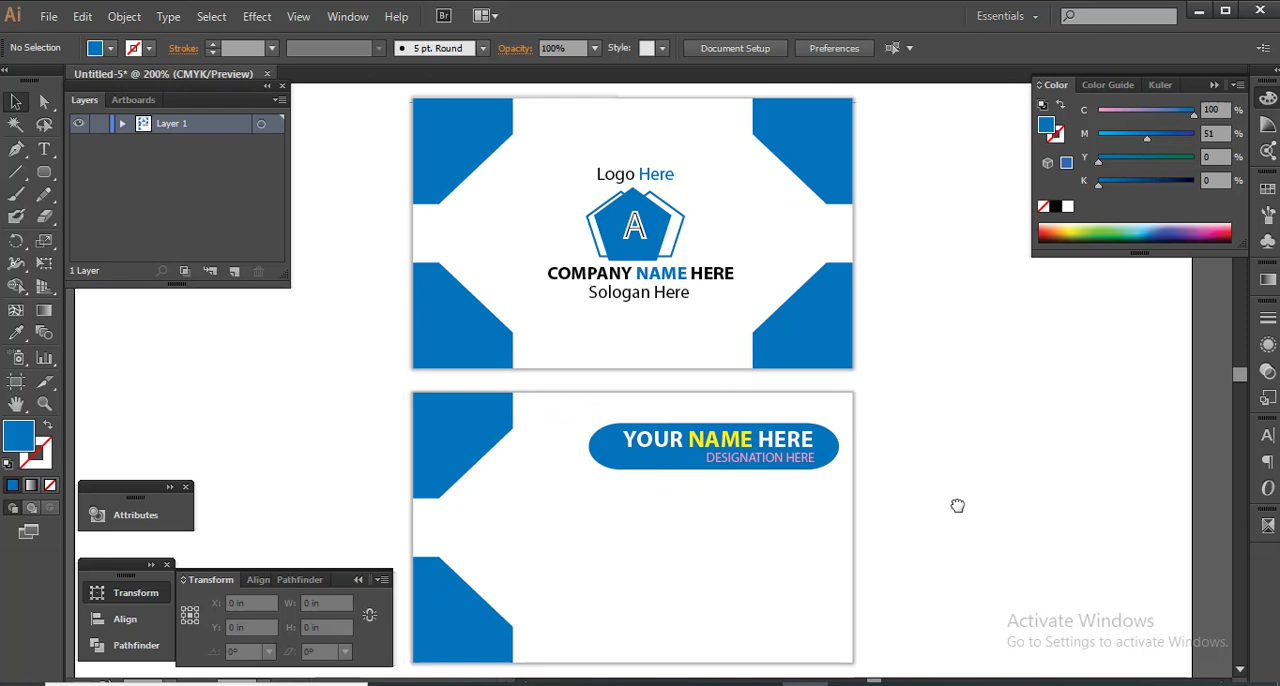 Ai File Edit Object Type Select Effect View Window Help Br Essentials
No Selection Stroke: 5 pt. Round Opacity: 100% Style: Document Setup Preferences
Untitled-5* @ 200% (CMYK/Preview)
Layers Artboards
Layer 1
1 Layer
Color Color Guide Kuler
C 100 %
M 51 %
Y 0 %
K 0 %
Logo Here
A
COMPANY NAME HERE
Sologan Here
YOUR NAME HERE
DESIGNATION HERE
Attributes
Transform
Align
Pathfinder
Transform Align Pathfinder
X: 0 in W: 0 in
Y: 0 in H: 0 in
0° 0°
Activate Windows
Go to Settings to activate Windows.